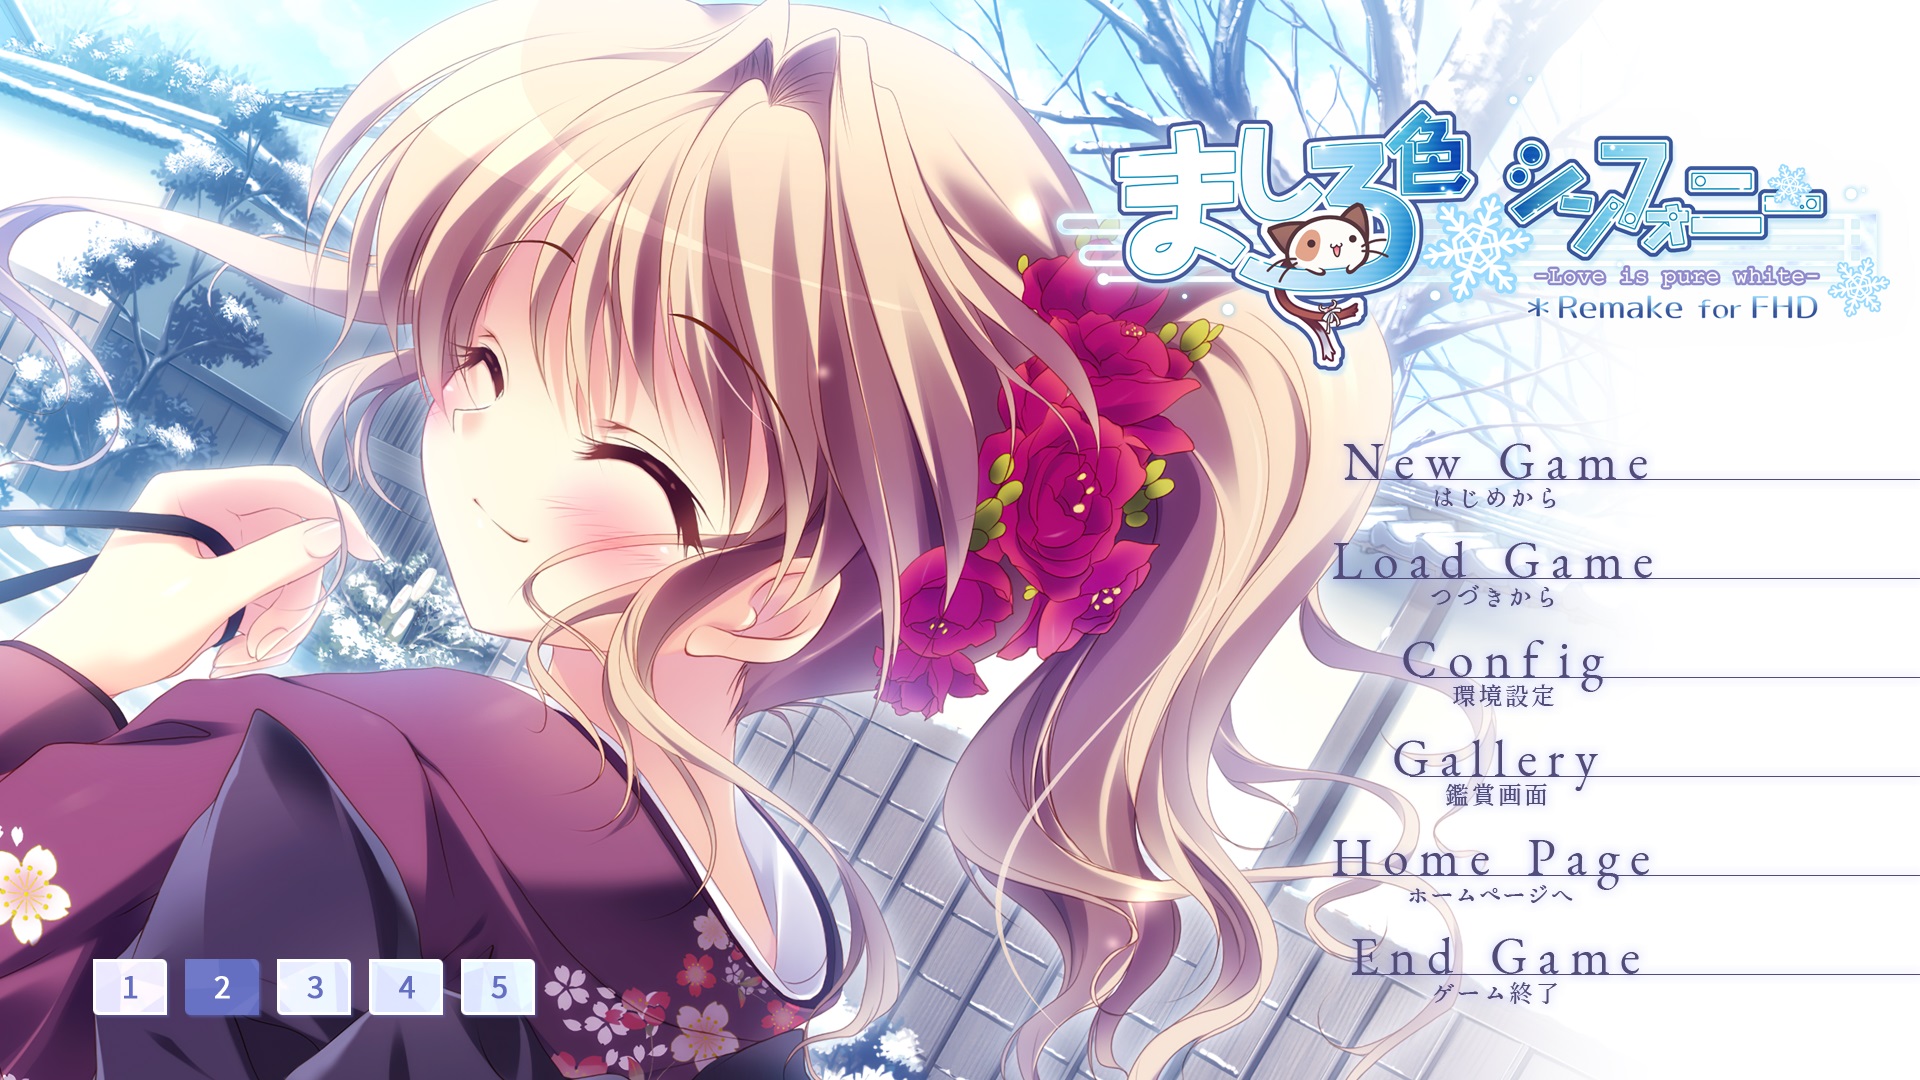 ましろ色
シンフォニー
-Love is pure white-
*Remake for FHD
New Game
はじめから
Load Game
つづきから
Config
環境設定
Gallery
鑑賞画面
Home Page
ホームページへ
End Game
ゲーム終了
1 2 3 4 5